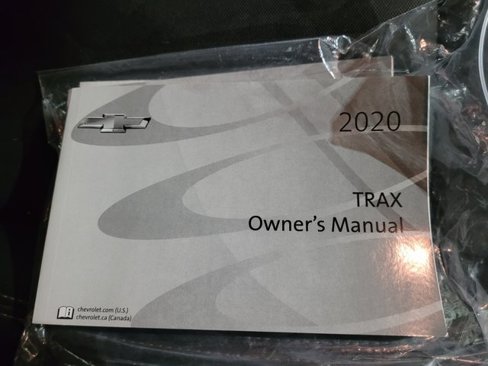 2020
TRAX
Owner's Manual
chevrolet.com (U.S.)
chevrolet.ca (Canada)